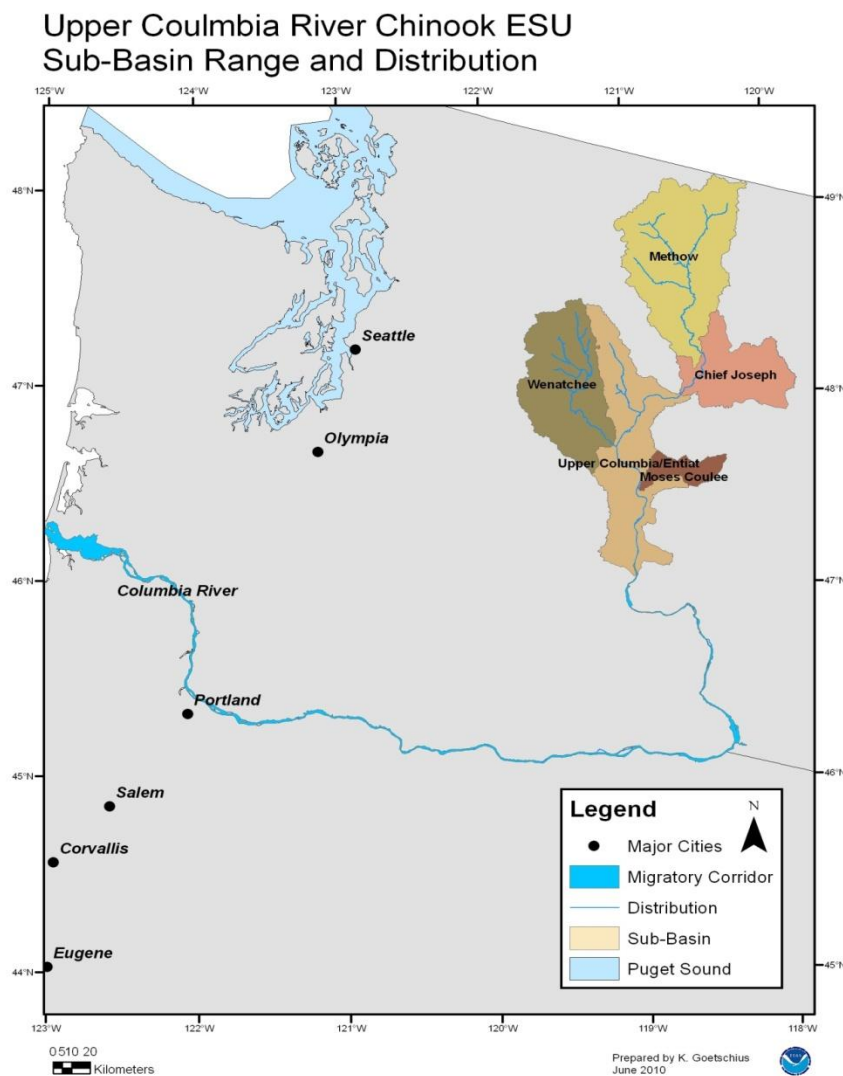 Upper Coulmbia River Chinook ESU
Sub-Basin Range and Distribution
125°W 124°W 123°W 122°W 121°W 120°W
48°N
49°N
Methow
Seattle
47°N
Chief Joseph
48°N
Wenatchee
Olympia
Upper Columbia/Entiat
Moses Coulee
46°N
47°N
Columbia River
Portland
45°N
46°N
Salem
Corvallis
Eugene
44°N
45°N
Legend
N
Major Cities
Migratory Corridor
Distribution
Sub-Basin
Puget Sound
123°W 122°W 121°W 120°W 119°W 118°W
0 5 10 20
Kilometers
Prepared by K. Goetschius
June 2010